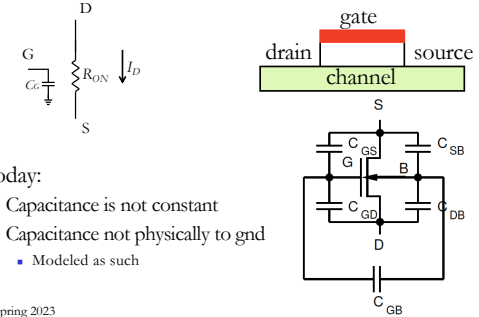 D
G
C_G
R_ON
I_D
S
gate
drain
source
channel
S
C_GS
C_SB
G
B
C_GD
C_DB
D
C_GB
oday:
Capacitance is not constant
Capacitance not physically to gnd
▪ Modeled as such
pring 2023